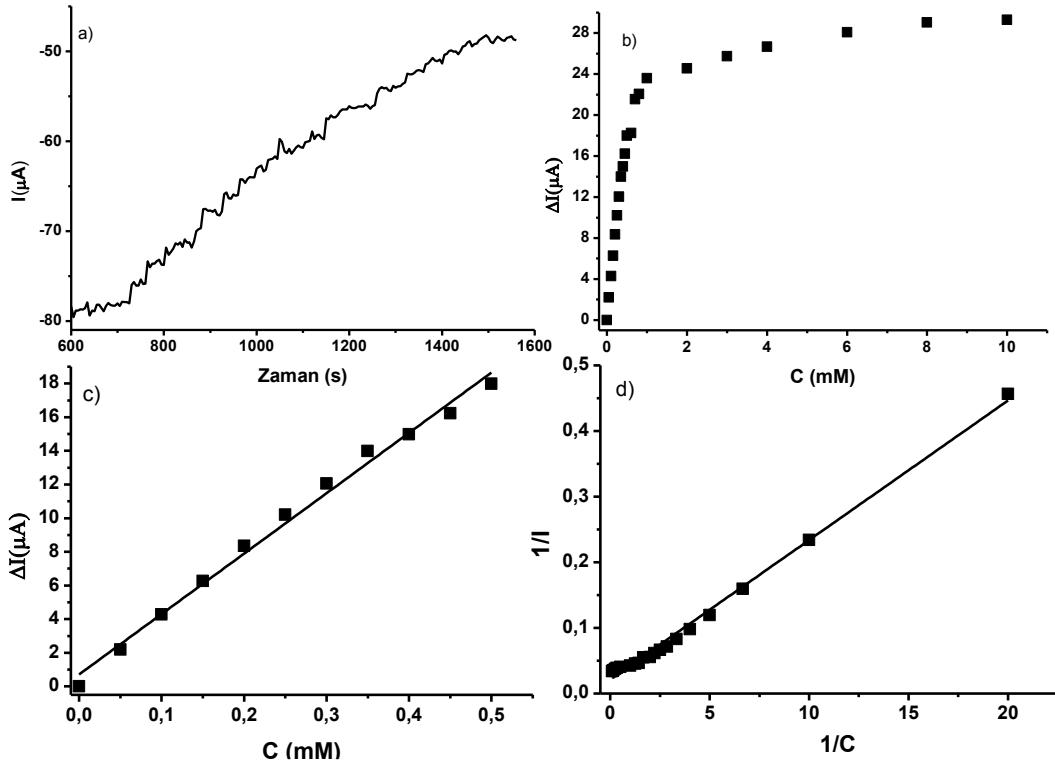 a)
I(µA)
-50
-60
-70
-80
600 800 1000 1200 1400 1600
Zaman (s)
b)
ΔI(µA)
28
24
20
16
12
8
4
0
0 2 4 6 8 10
C (mM)
c)
ΔI(µA)
18
16
14
12
10
8
6
4
2
0
0,0 0,1 0,2 0,3 0,4 0,5
C (mM)
d)
1/I
0,5
0,4
0,3
0,2
0,1
0,0
0 5 10 15 20
1/C